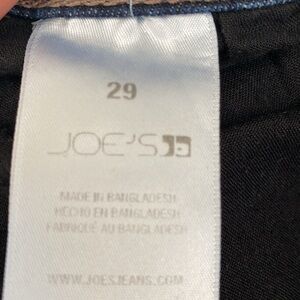 29
JOE'S
MADE IN BANGLADESH
HECHO EN BANGLADESH
FABRIQUÉ AU BANGLADESH
WWW.JOESJEANS.COM